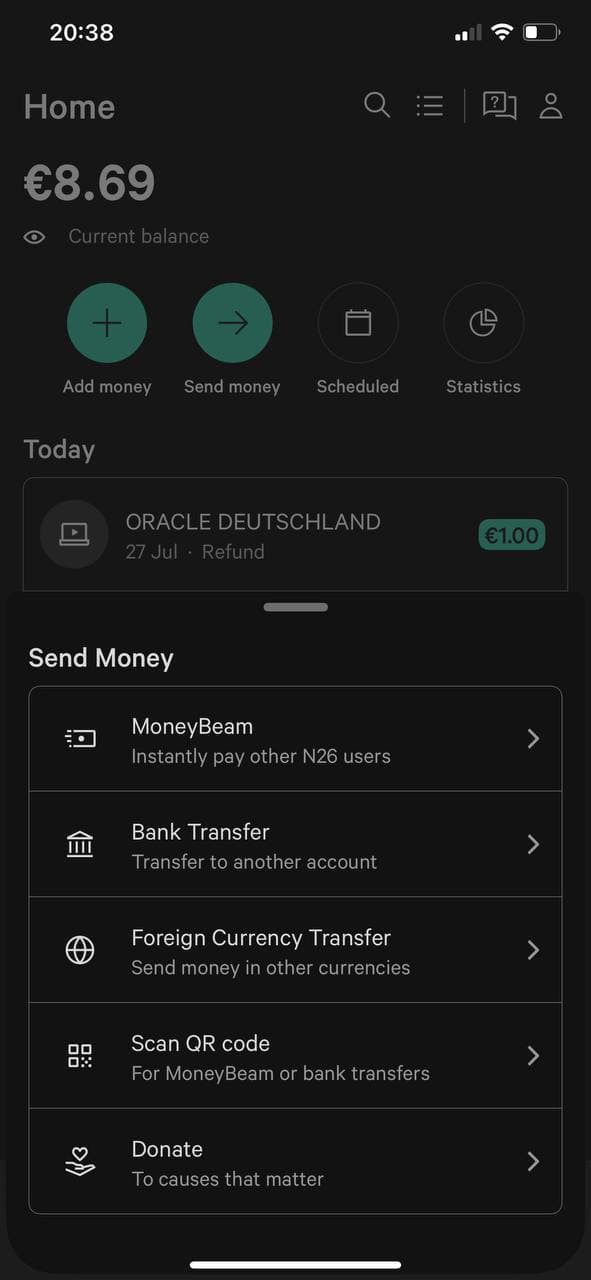 20:38
Home
€8.69
Current balance
Add money
Send money
Scheduled
Statistics
Today
ORACLE DEUTSCHLAND
€1.00
27 Jul · Refund
Send Money
MoneyBeam
Instantly pay other N26 users
Bank Transfer
Transfer to another account
Foreign Currency Transfer
Send money in other currencies
Scan QR code
For MoneyBeam or bank transfers
Donate
To causes that matter